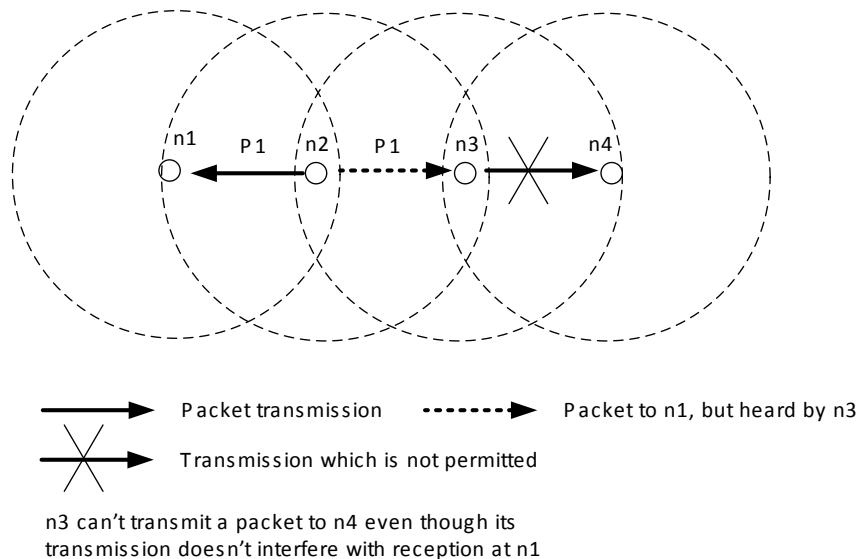 n1
P1
n2
P1
n3
n4
Packet transmission
Packet to n1, but heard by n3
Transmission which is not permitted
n3 can't transmit a packet to n4 even though its
transmission doesn't interfere with reception at n1